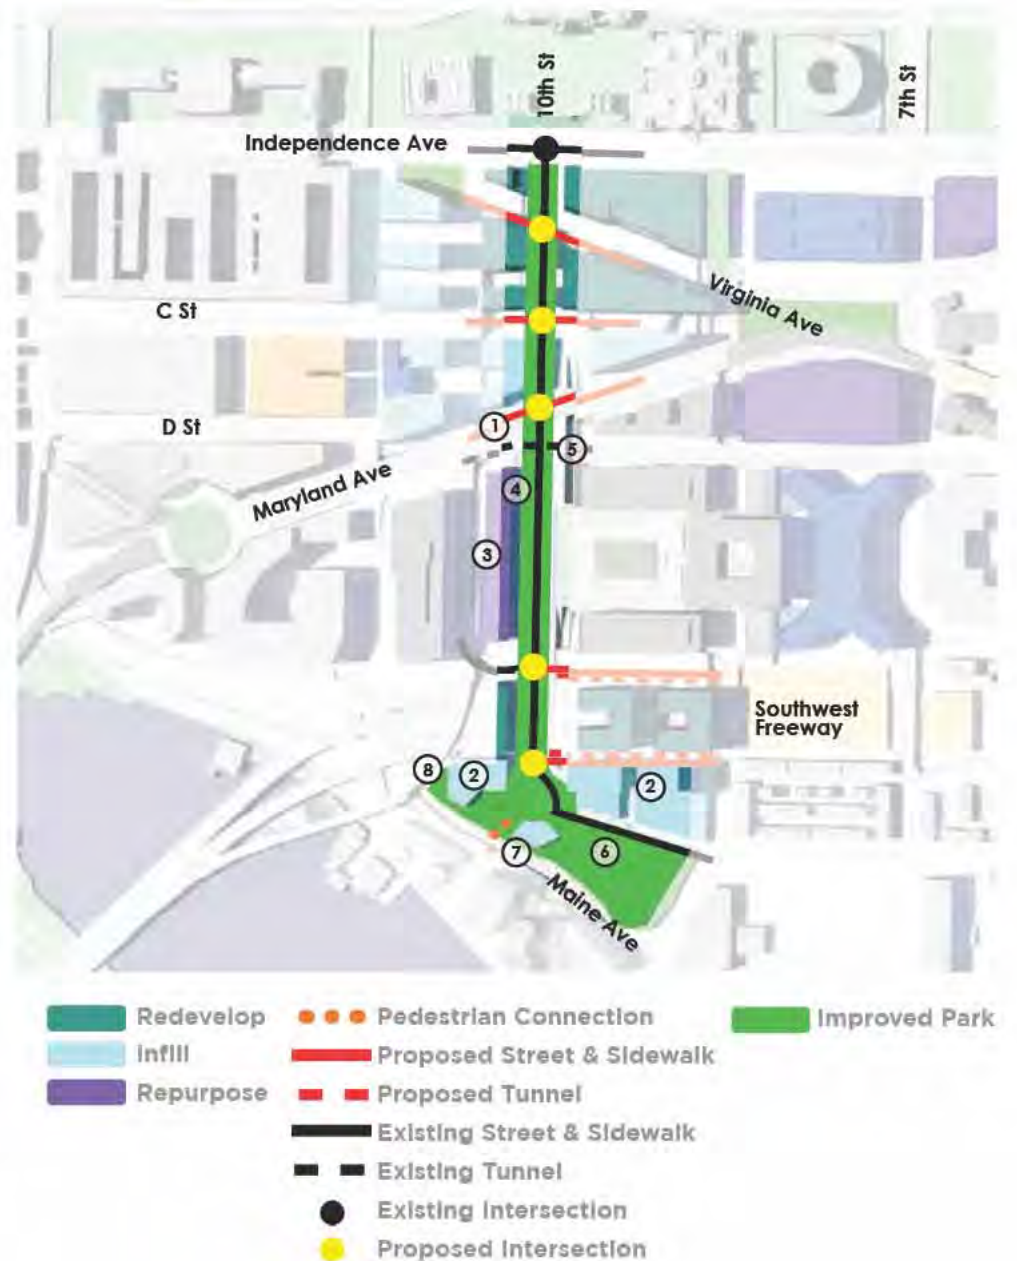 10th St
7th St
Independence Ave
Virginia Ave
C St
D St
1
5
Maryland Ave
4
3
Southwest
Freeway
8
2
2
7
6
Maine Ave
Redevelop
Infill
Repurpose
Pedestrian Connection
Proposed Street & Sidewalk
Proposed Tunnel
Existing Street & Sidewalk
Existing Tunnel
Existing Intersection
Proposed Intersection
Improved Park